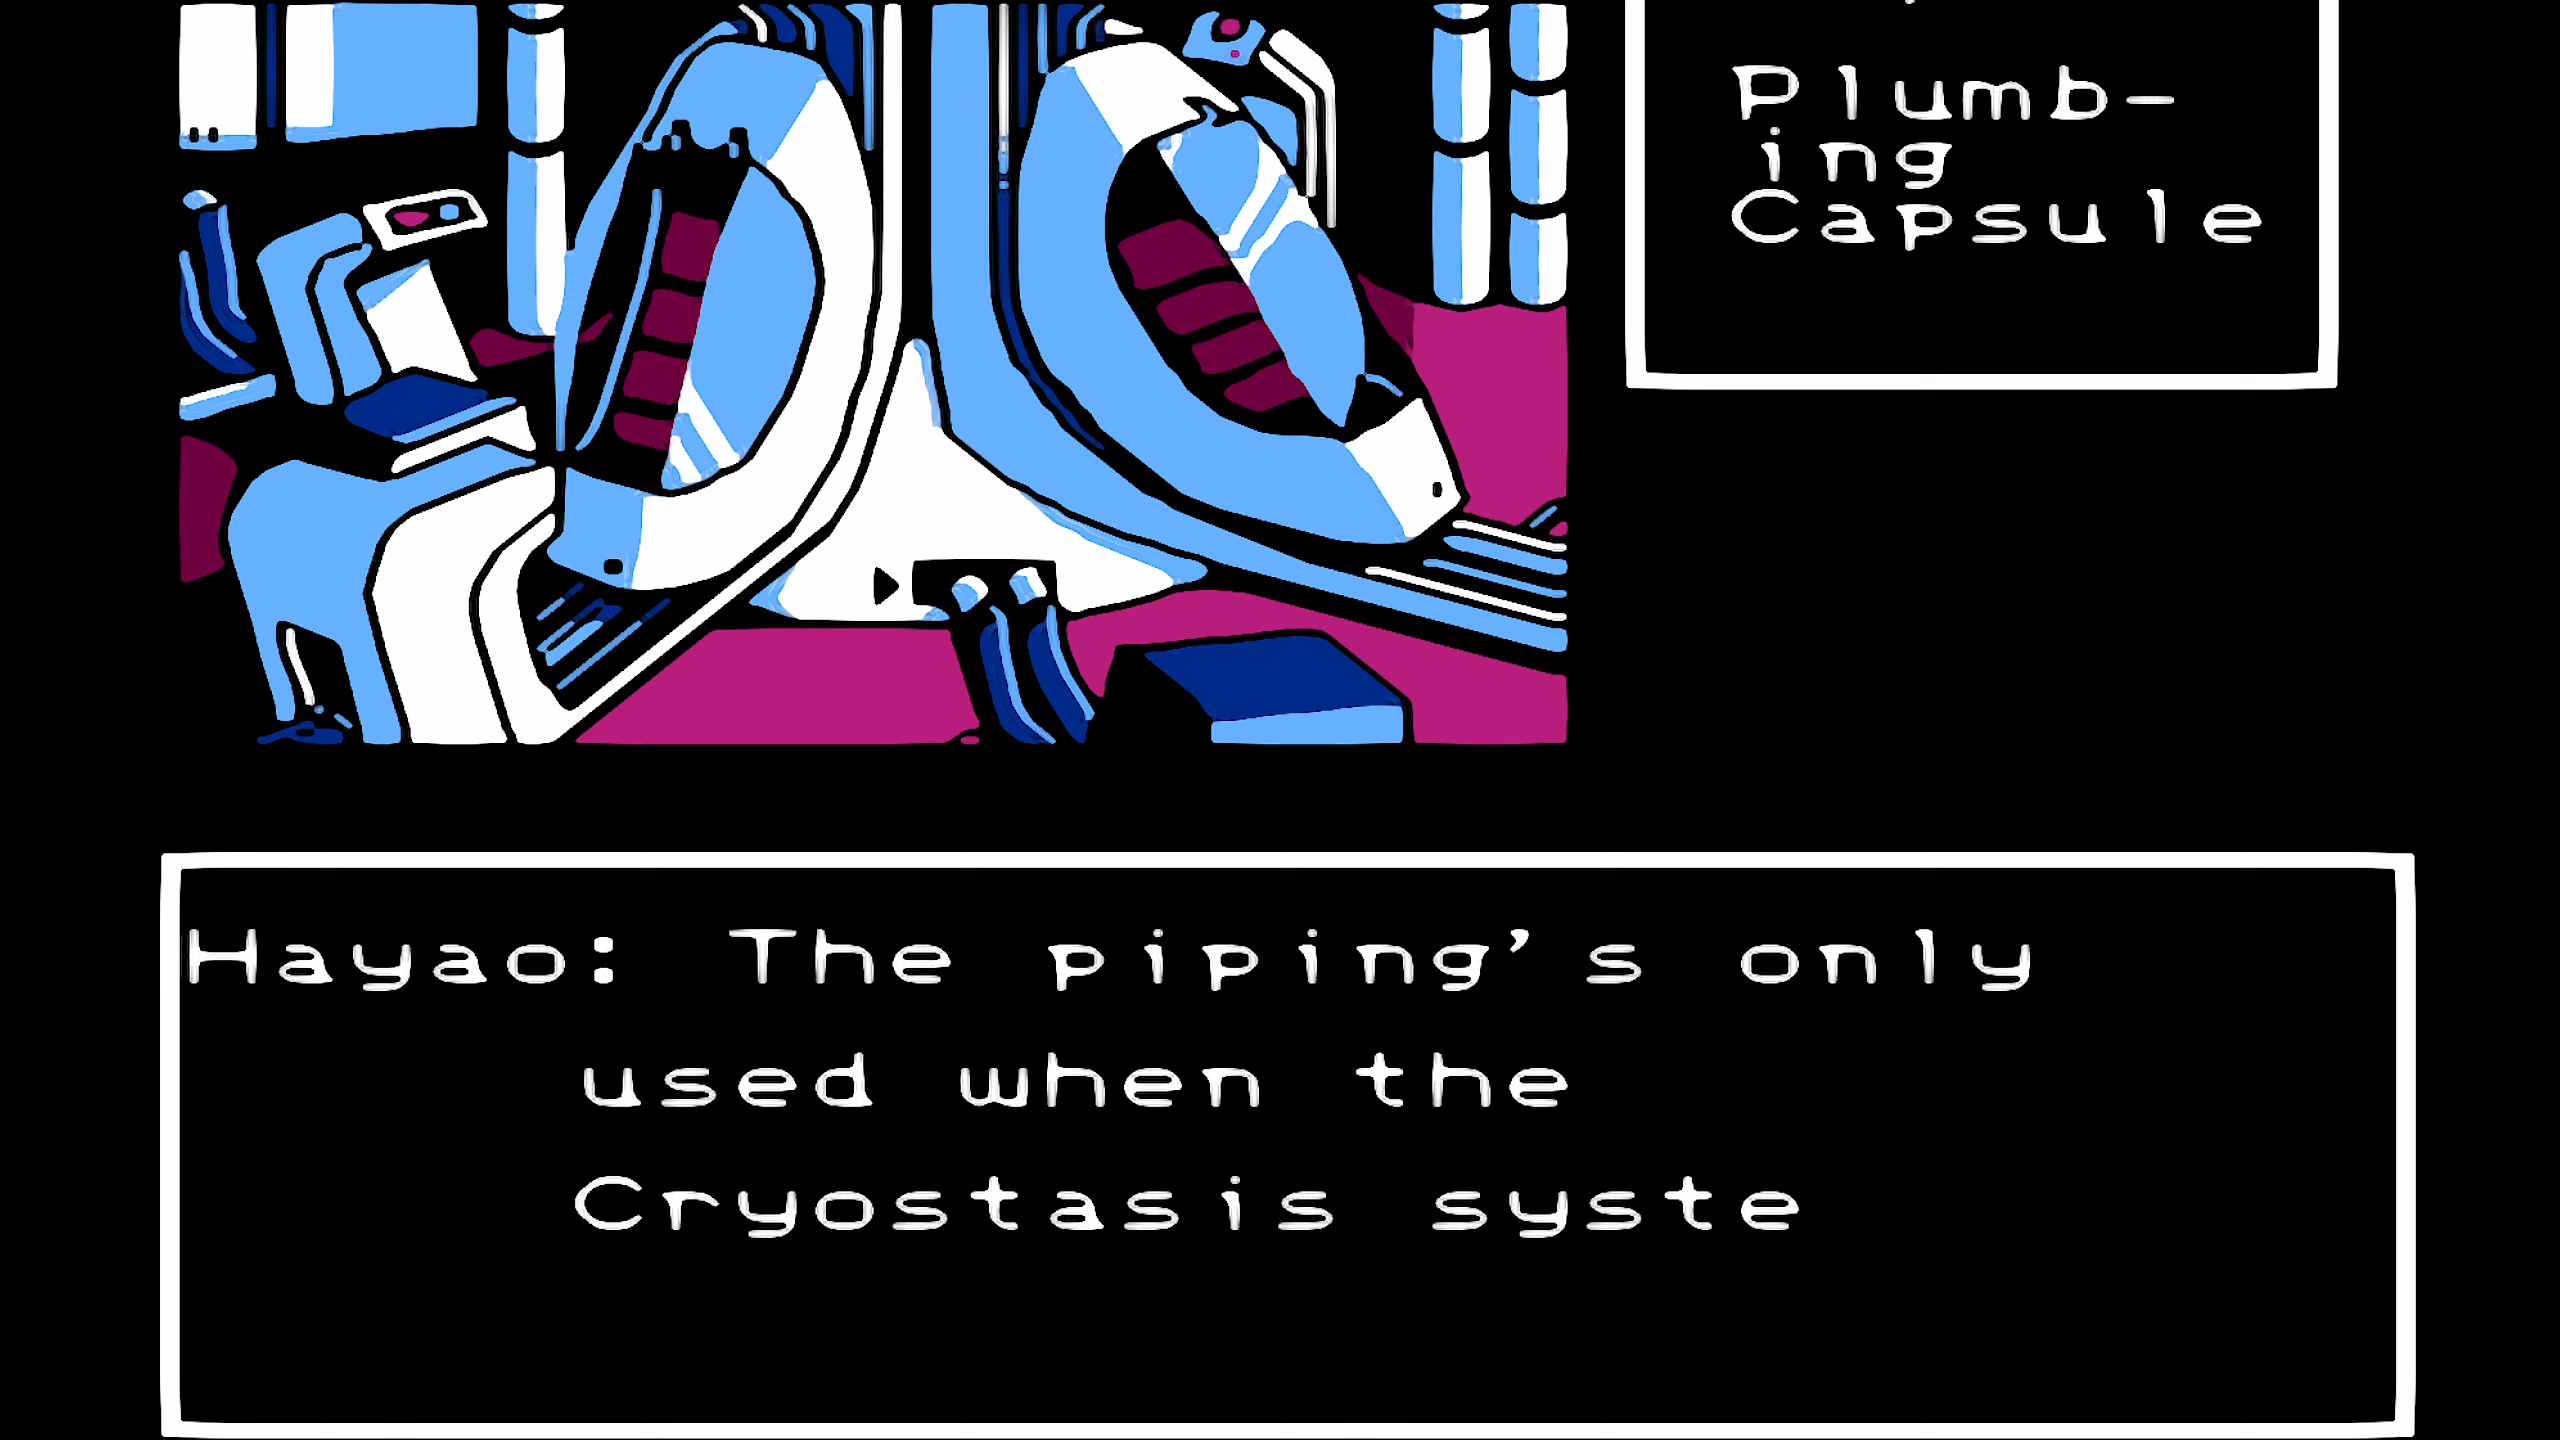 Plumb-
ing
Capsule
Hayao: The piping's only
used when the
Cryostasis syste